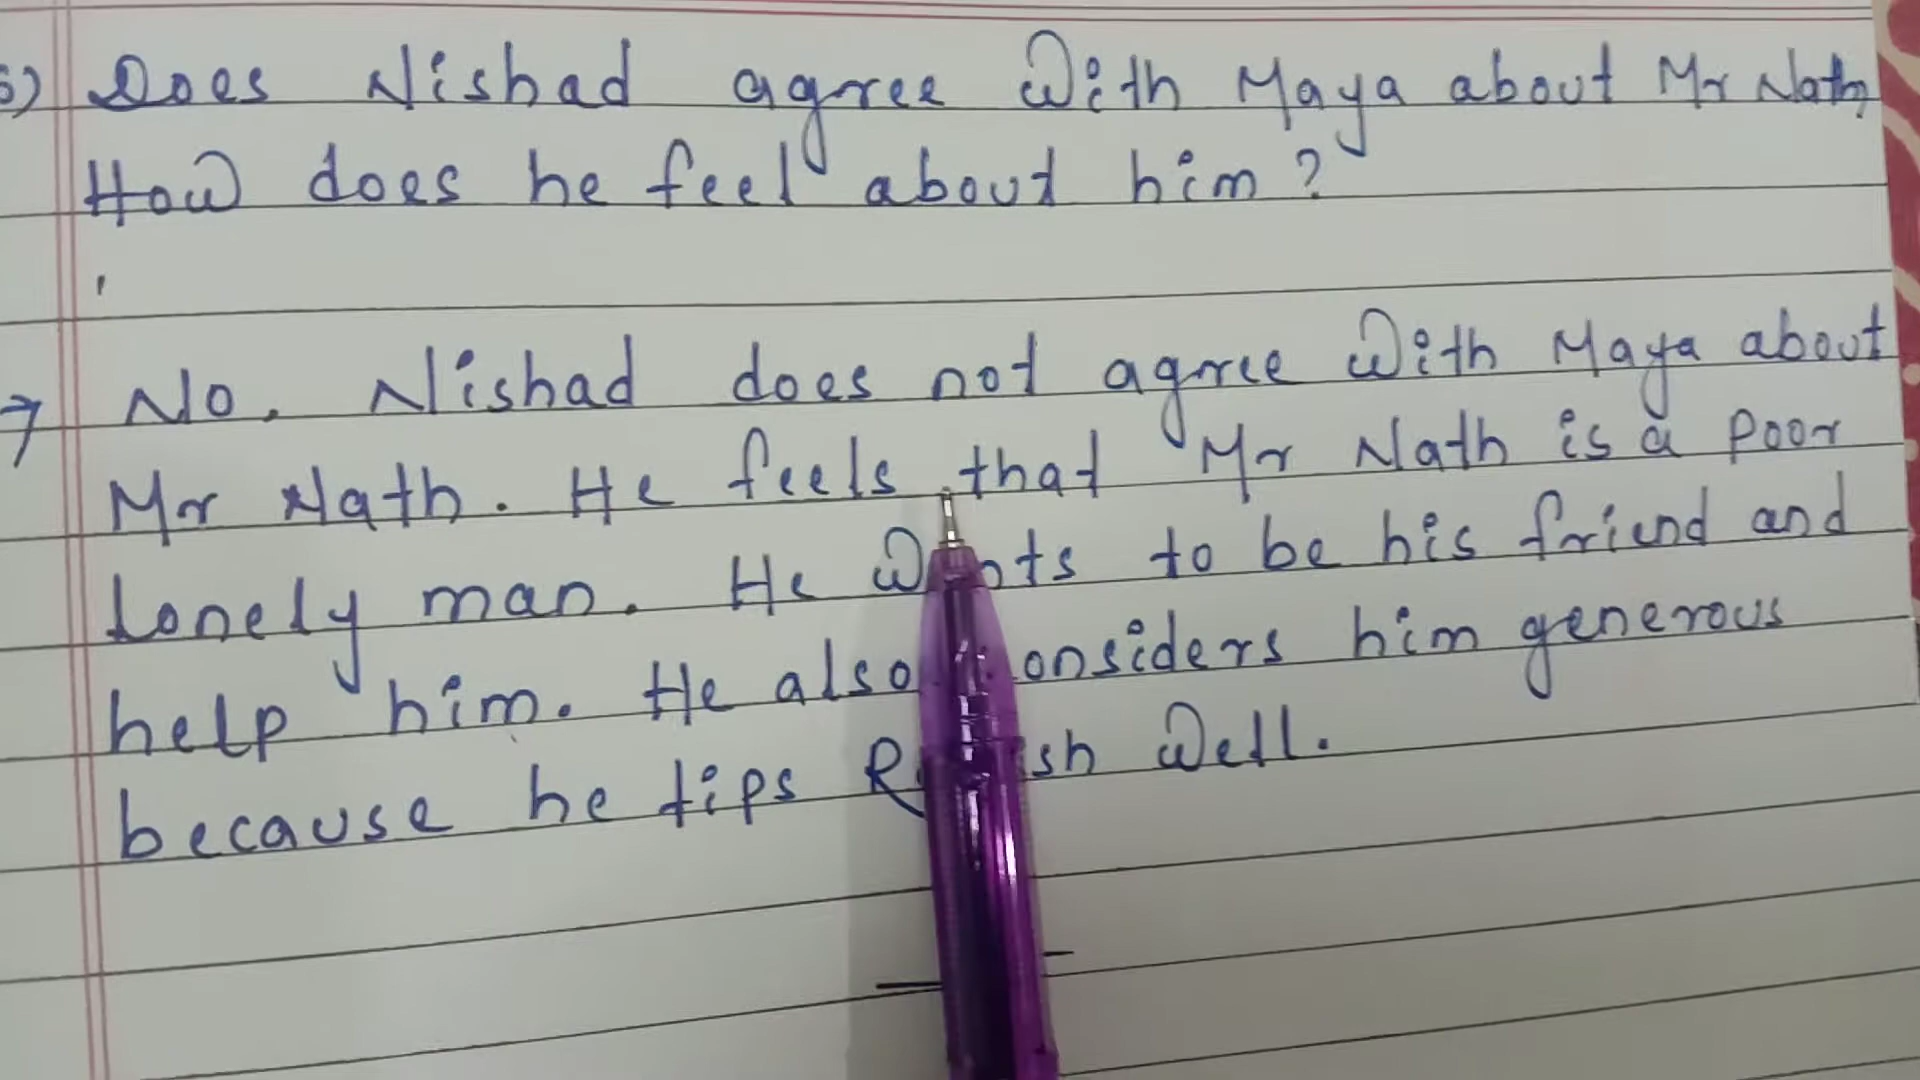 Does Nishad agree with Maya about Mr Nath,
How does he feel about him?
→ No. Nishad does not agree with Maya about
Mr Nath. He feels that Mr Nath is a poor
lonely man. He to be his friend and
help him. He also him generous
because he tips well.